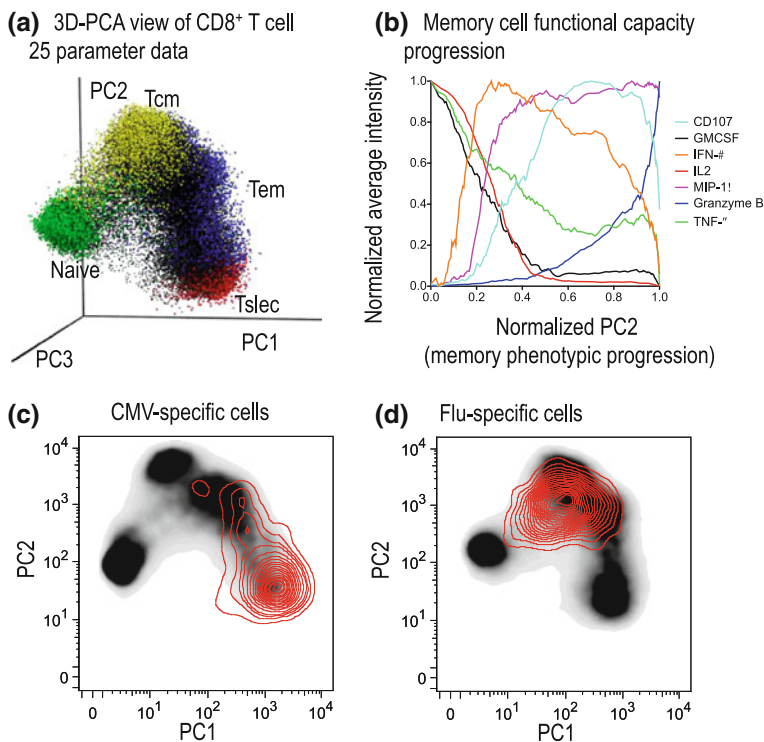 (a) 3D-PCA view of CD8+ T cell
25 parameter data
PC2
Tcm
Tem
Naive
Tslec
PC1
PC3
(b) Memory cell functional capacity
progression
Normalized average intensity
1.0
0.8
0.6
0.4
0.2
0.0
0.0 0.2 0.4 0.6 0.8 1.0
Normalized PC2
(memory phenotypic progression)
CD107
GMCSF
IFN-#
IL2
MIP-1!
Granzyme B
TNF-″
(c) CMV-specific cells
PC2
10⁴
10³
10²
10¹
0
0 10¹ 10² 10³ 10⁴
PC1
(d) Flu-specific cells
PC2
10⁴
10³
10²
10¹
0
0 10¹ 10² 10³ 10⁴
PC1